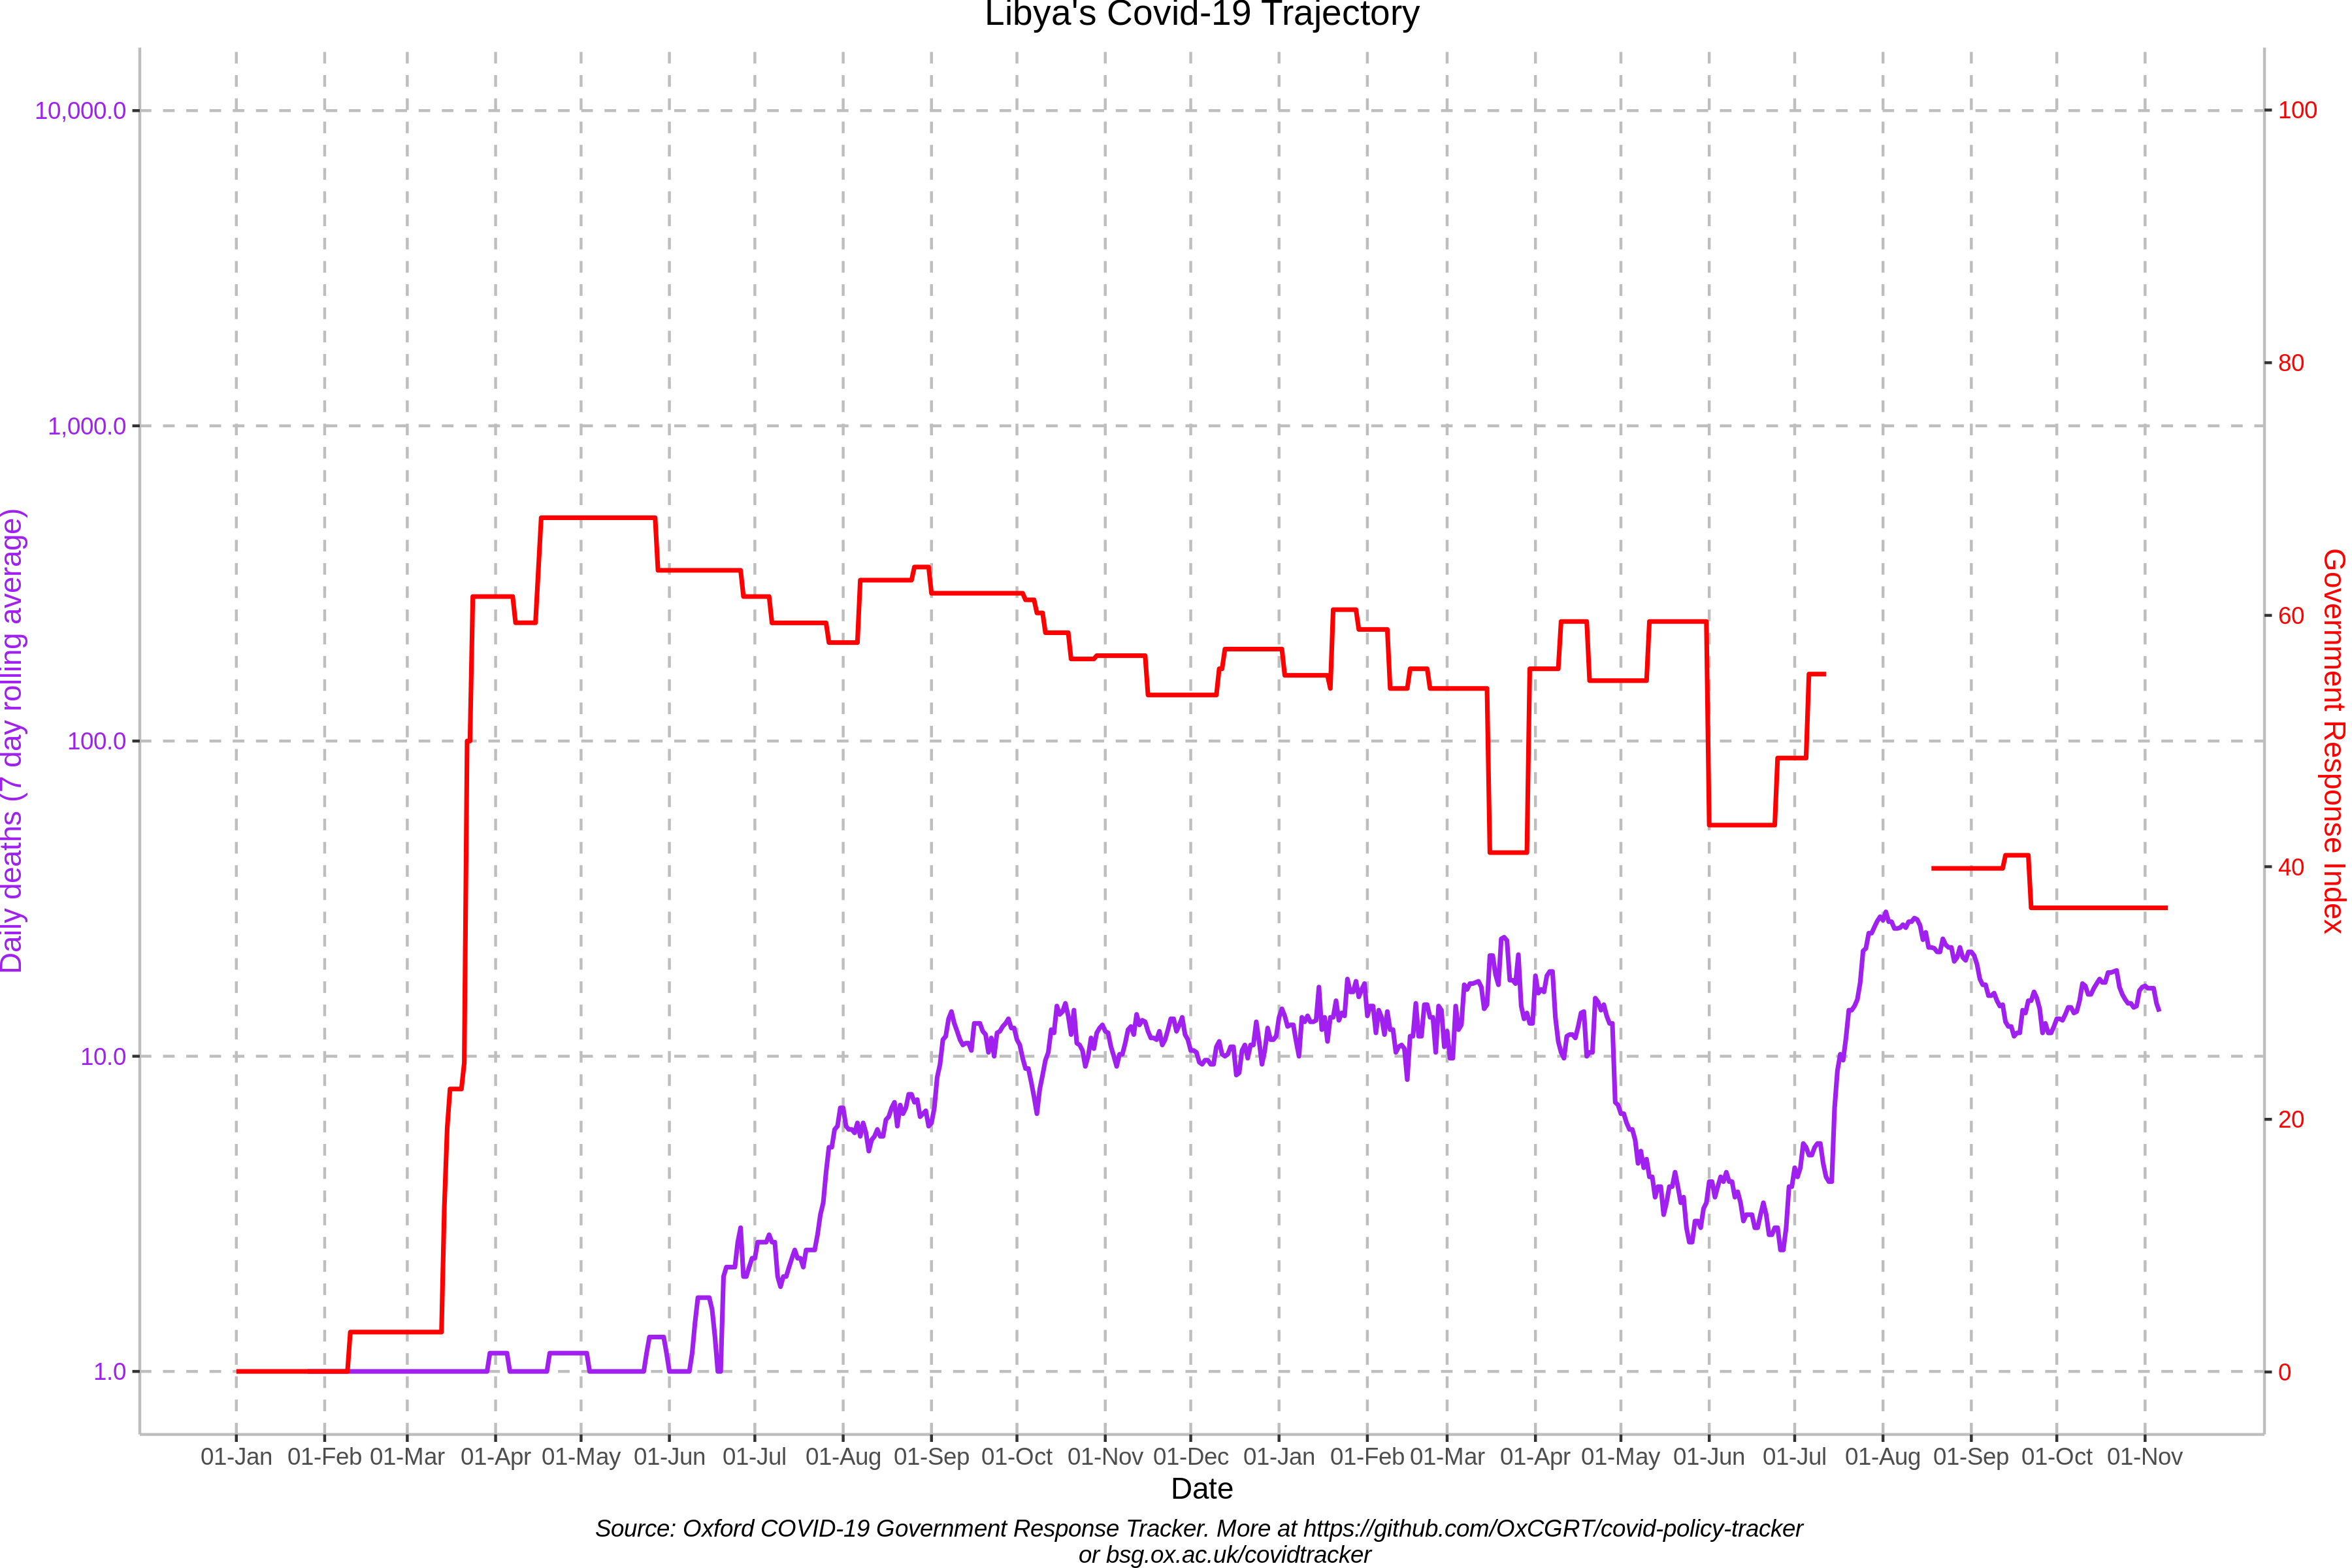 Libya's Covid-19 Trajectory
Daily deaths (7 day rolling average)
10,000.0
1,000.0
100.0
10.0
1.0
100
80
60
40
20
0
Government Response Index
01-Jan 01-Feb 01-Mar 01-Apr 01-May 01-Jun 01-Jul 01-Aug 01-Sep 01-Oct 01-Nov 01-Dec 01-Jan 01-Feb 01-Mar 01-Apr 01-May 01-Jun 01-Jul 01-Aug 01-Sep 01-Oct 01-Nov
Date
Source: Oxford COVID-19 Government Response Tracker. More at https://github.com/OxCGRT/covid-policy-tracker
or bsg.ox.ac.uk/covidtracker